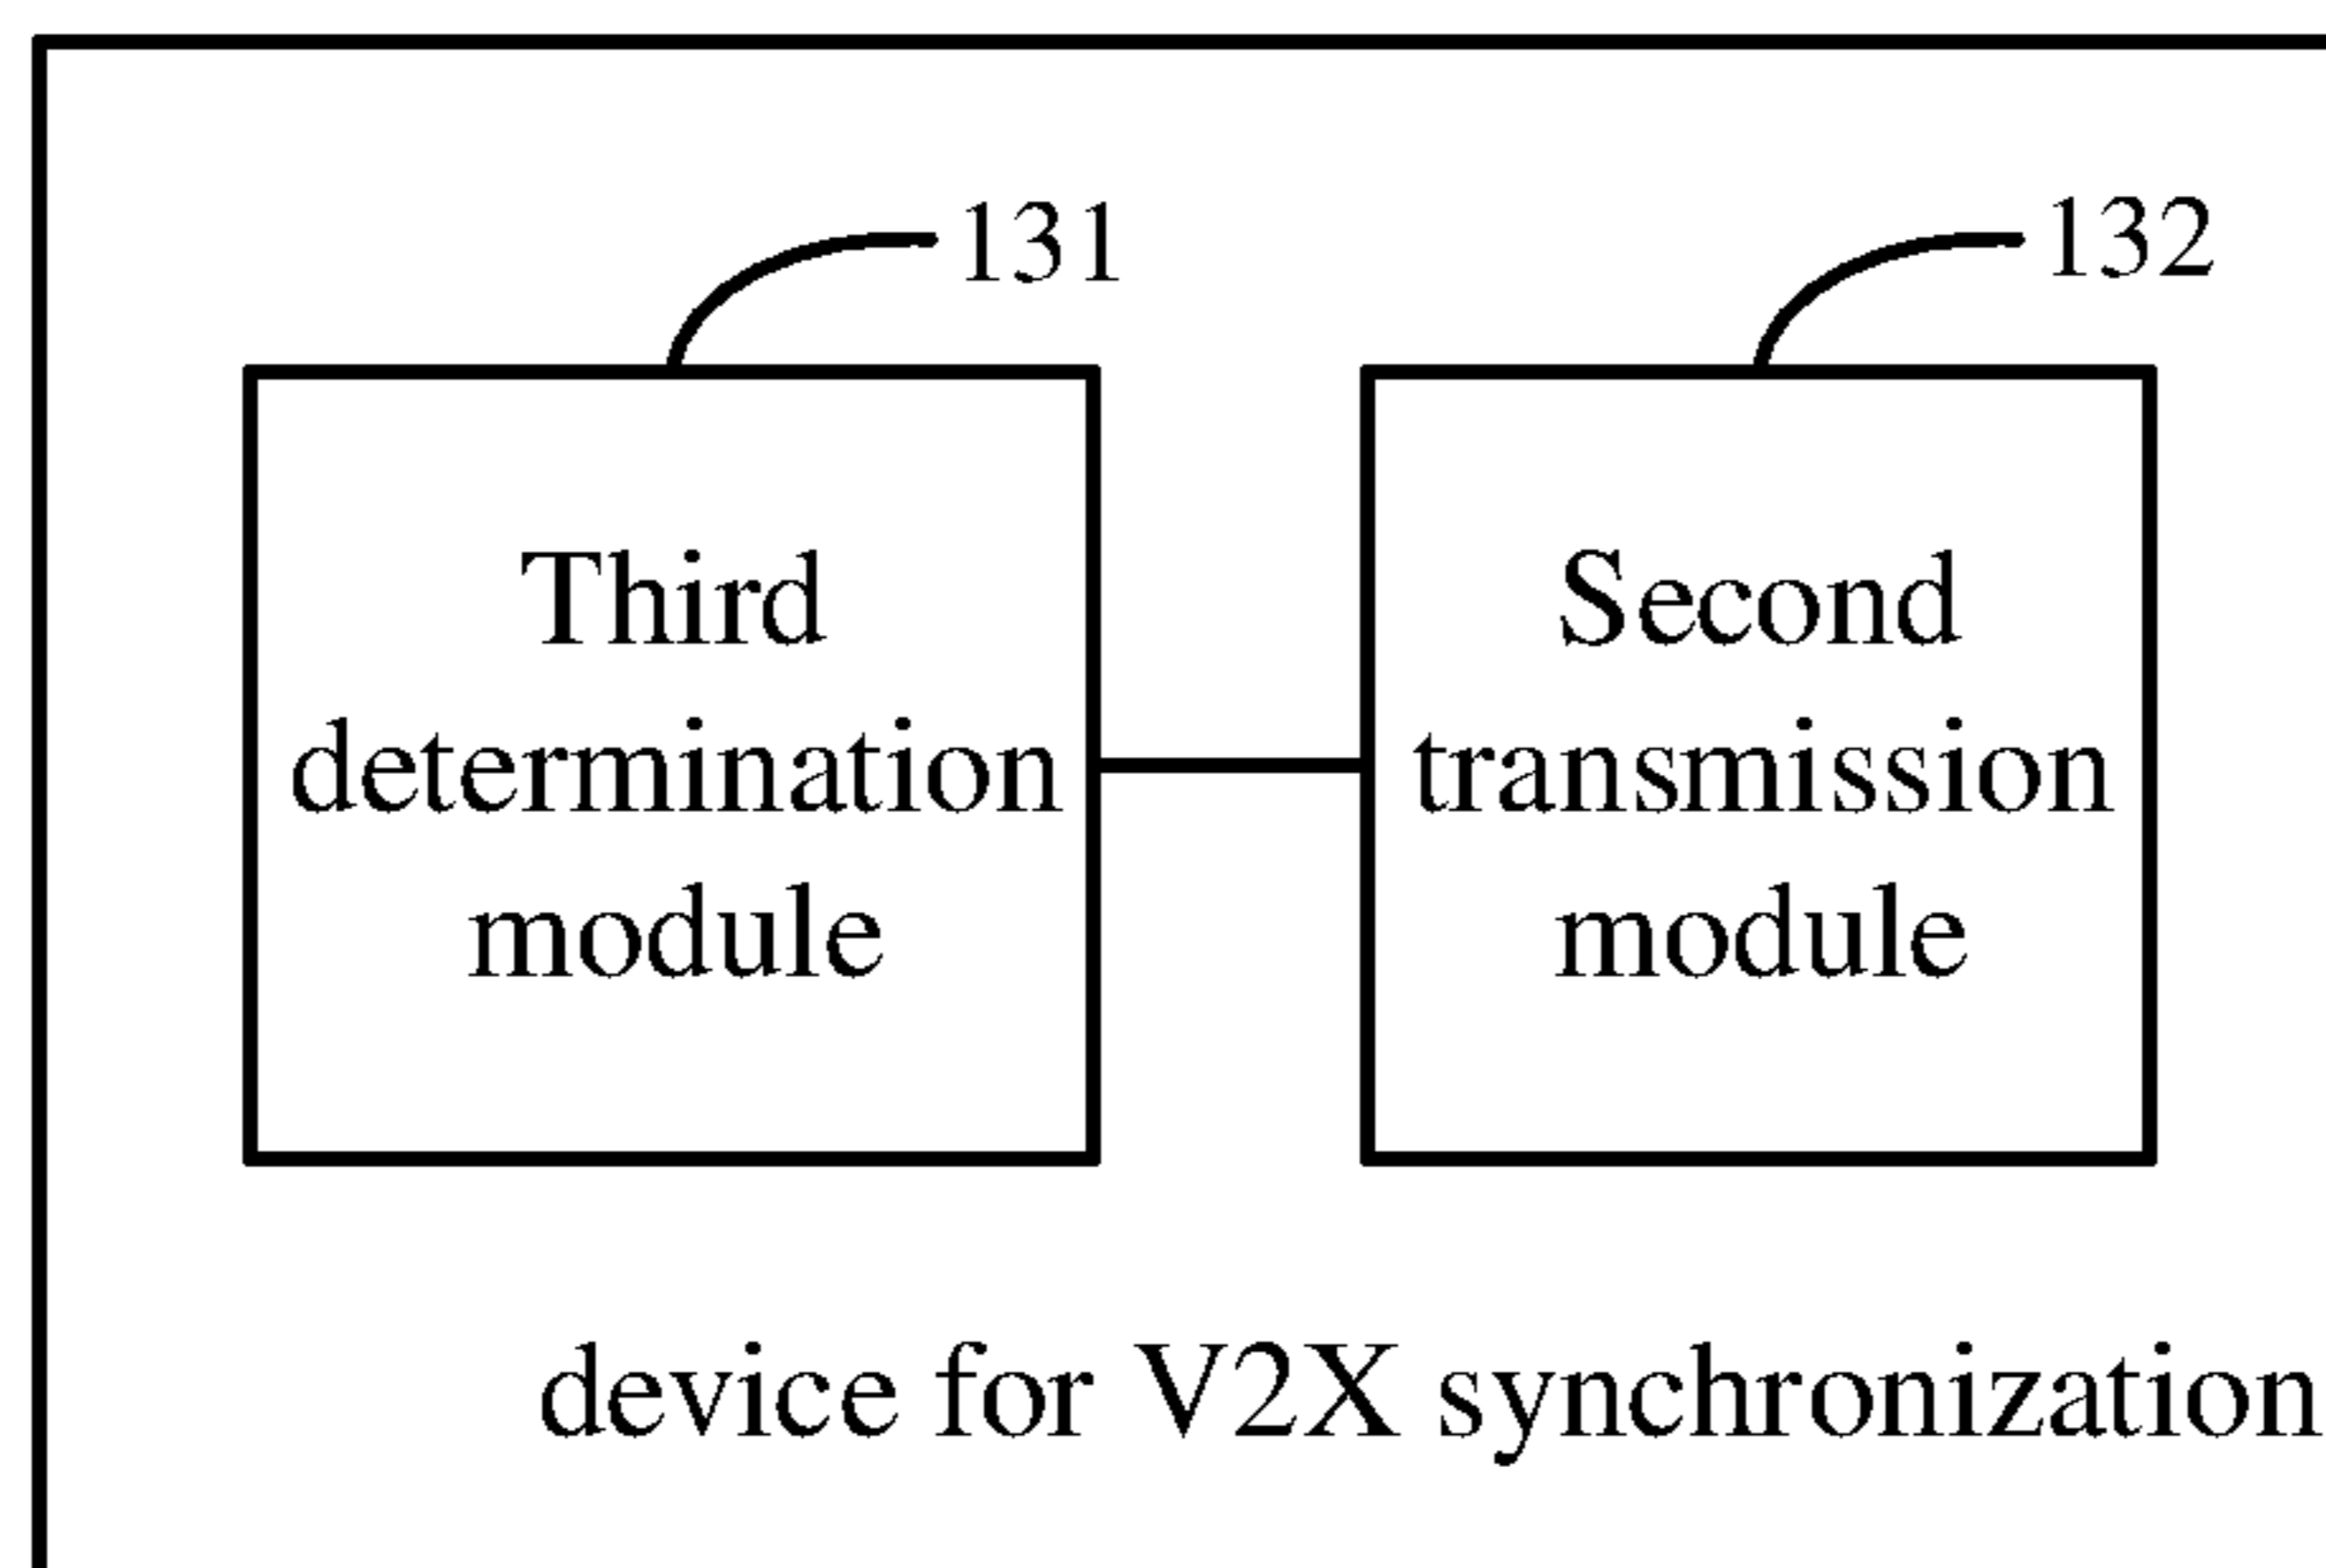 131
132
Third
determination
module
Second
transmission
module
device for V2X synchronization